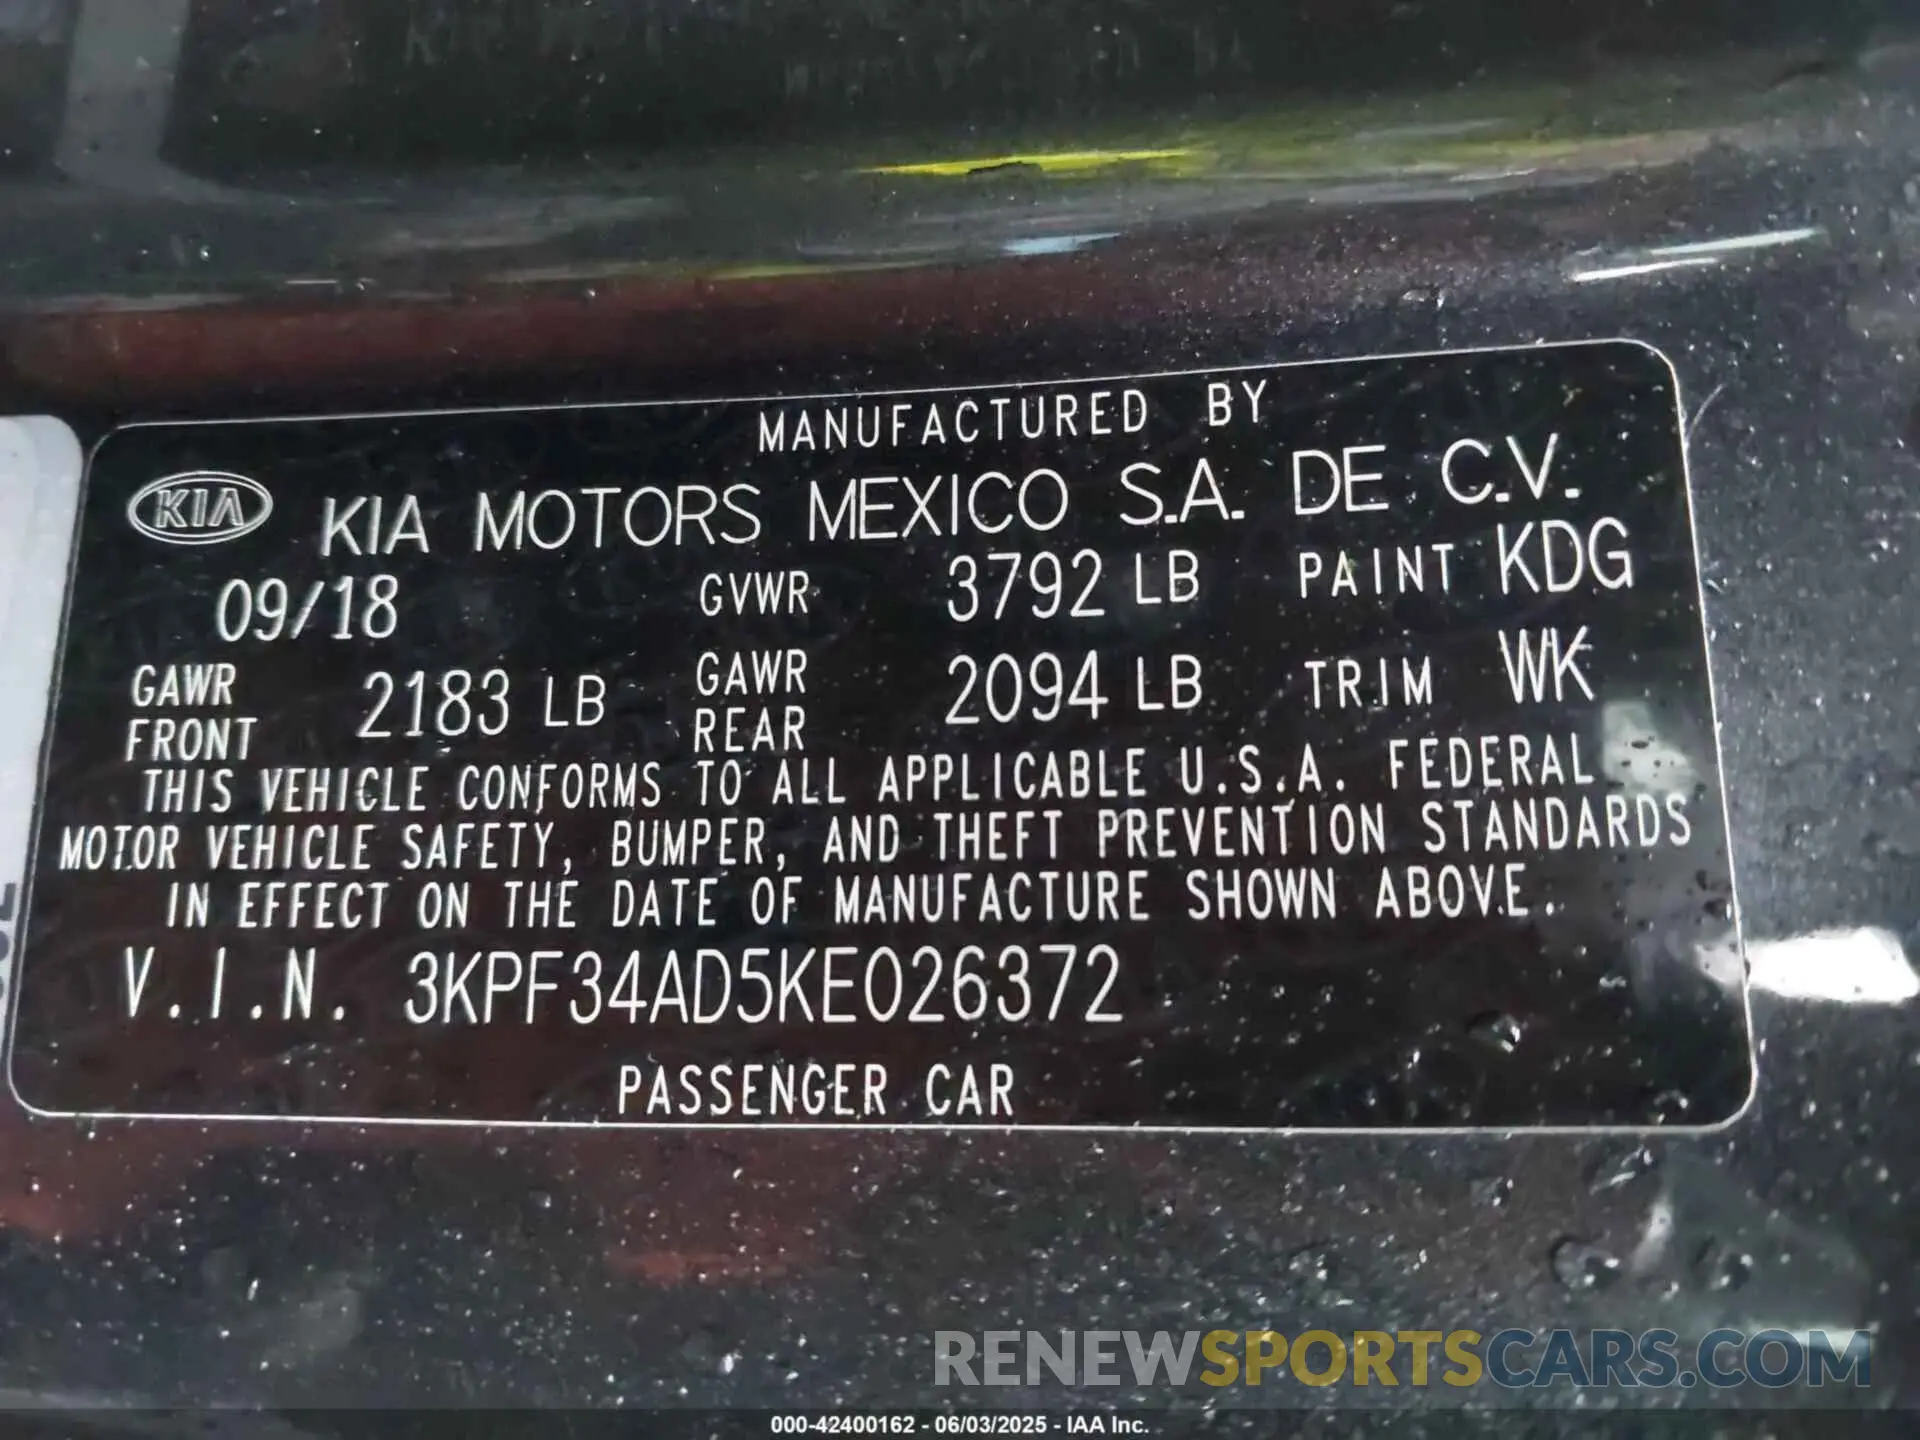 MANUFACTURED BY
KIA KIA MOTORS MEXICO S.A. DE C.V.
09/18 GVWR 3792 LB PAINT KDG
GAWR FRONT 2183 LB GAWR REAR 2094 LB TRIM WK
THIS VEHICLE CONFORMS TO ALL APPLICABLE U.S.A. FEDERAL
MOTOR VEHICLE SAFETY, BUMPER, AND THEFT PREVENTION STANDARDS
IN EFFECT ON THE DATE OF MANUFACTURE SHOWN ABOVE.
V.I.N. 3KPF34AD5KE026372
PASSENGER CAR
RENEWSPORTSCARS.COM
000-42400162 - 06/03/2025 - IAA Inc.